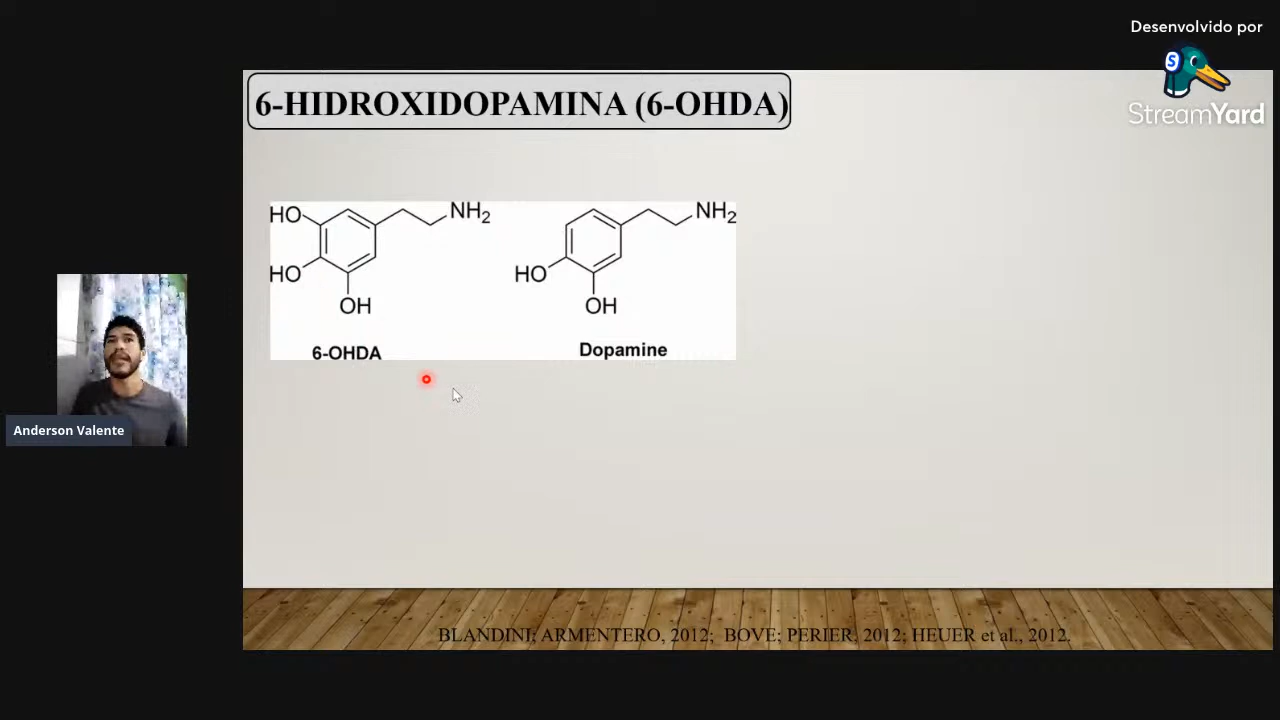 Desenvolvido por
S
StreamYard
6-HIDROXIDOPAMINA (6-OHDA)
HO NH2 NH2
HO HO
OH OH
6-OHDA Dopamine
Anderson Valente
BLANDINI; ARMENTERO, 2012; BOVE; PERIER, 2012; HEUER et al., 2012.